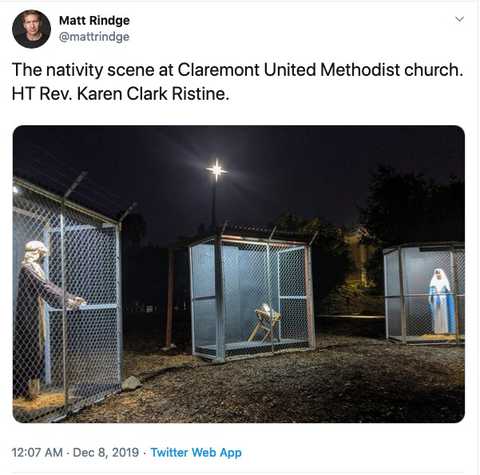 Matt Rindge
@mattrindge
The nativity scene at Claremont United Methodist church.
HT Rev. Karen Clark Ristine.
12:07 AM · Dec 8, 2019 · Twitter Web App